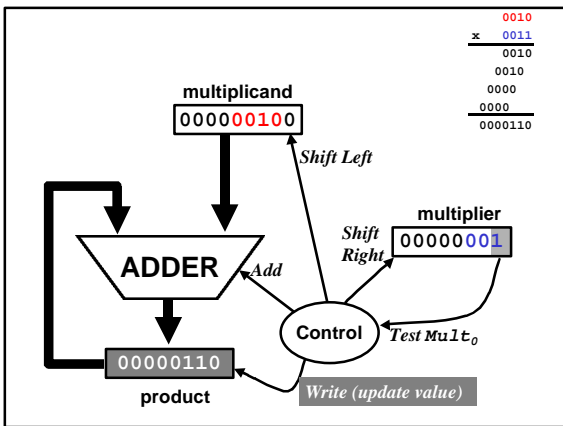 0010
x 0011
0010
0010
0000
0000
0000110
multiplicand
000000100
Shift Left
multiplier
00000001
Shift
Right
ADDER
Add
Control
Test Mult0
00000110
Write (update value)
product